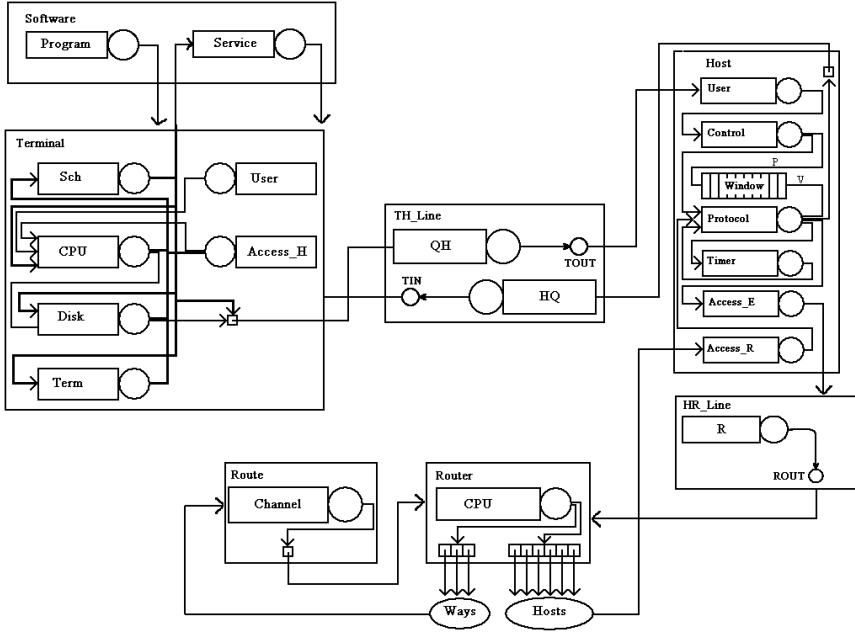 Software
Program
Service
Terminal
Sch
User
CPU
Access_H
Disk
Term
TH_Line
QH
TOUT
TIN
HQ
Host
User
Control
P
Window
V
Protocol
Timer
Access_E
Access_R
HR_Line
R
ROUT
Route
Channel
Router
CPU
Ways
Hosts